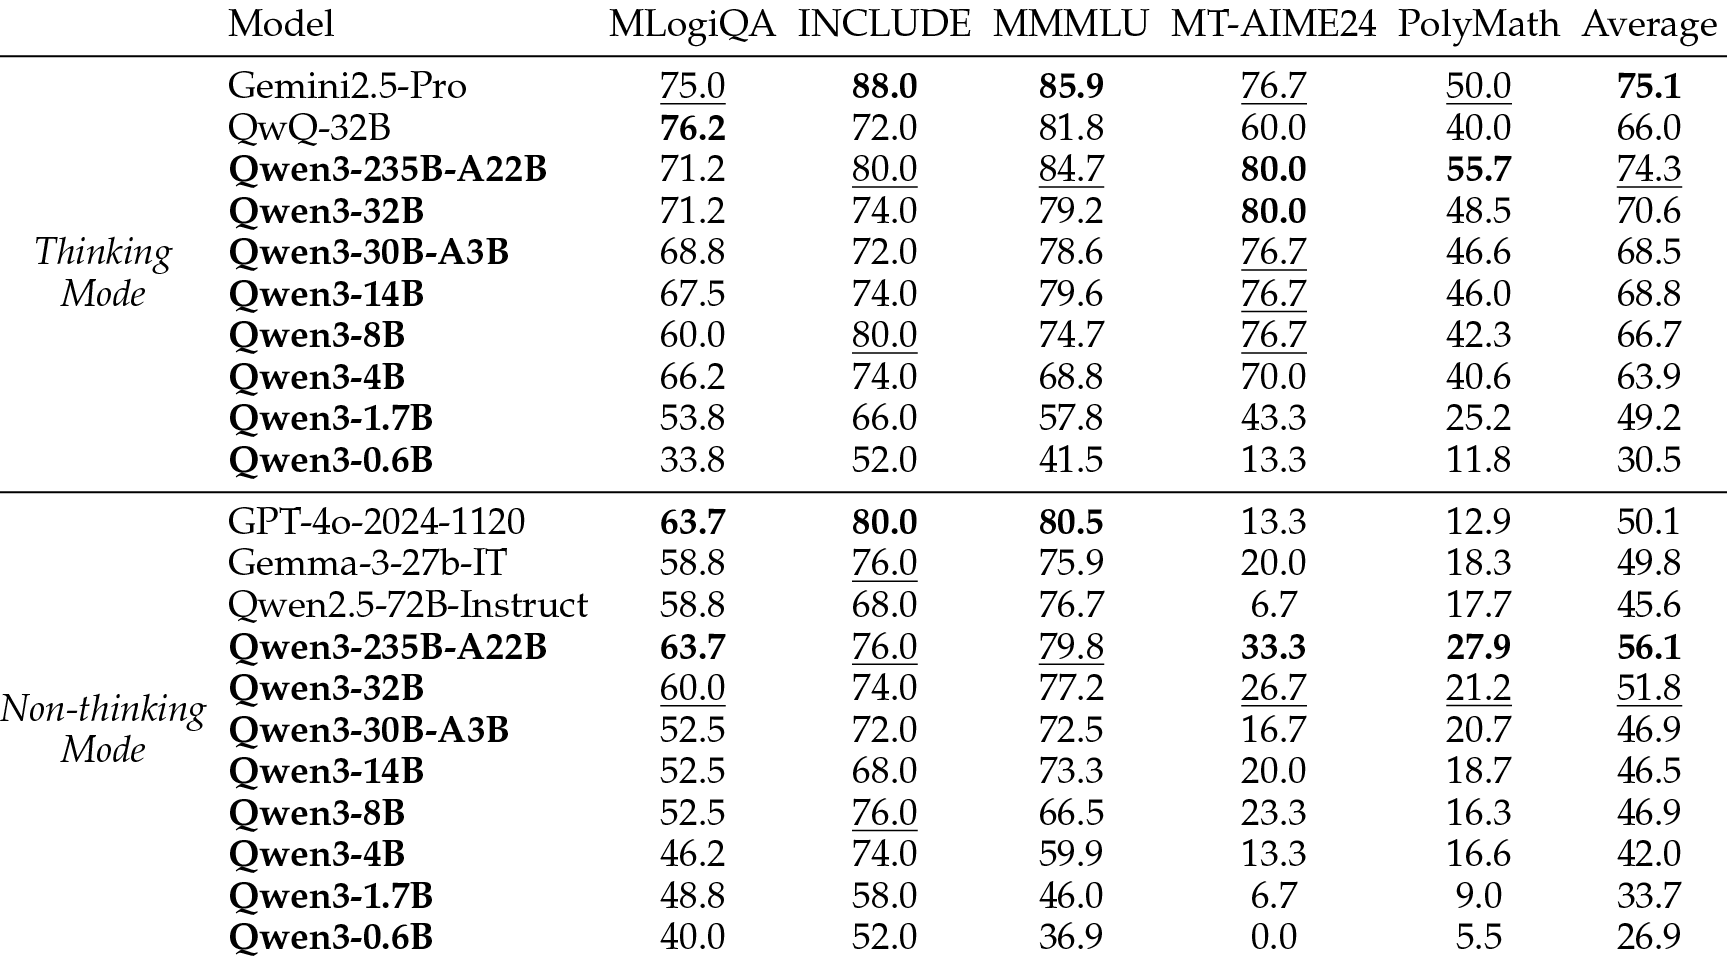 Model MLogiQA INCLUDE MMMLU MT-AIME24 PolyMath Average
Thinking Mode
Gemini2.5-Pro 75.0 88.0 85.9 76.7 50.0 75.1
QwQ-32B 76.2 72.0 81.8 60.0 40.0 66.0
Qwen3-235B-A22B 71.2 80.0 84.7 80.0 55.7 74.3
Qwen3-32B 71.2 74.0 79.2 80.0 48.5 70.6
Qwen3-30B-A3B 68.8 72.0 78.6 76.7 46.6 68.5
Qwen3-14B 67.5 74.0 79.6 76.7 46.0 68.8
Qwen3-8B 60.0 80.0 74.7 76.7 42.3 66.7
Qwen3-4B 66.2 74.0 68.8 70.0 40.6 63.9
Qwen3-1.7B 53.8 66.0 57.8 43.3 25.2 49.2
Qwen3-0.6B 33.8 52.0 41.5 13.3 11.8 30.5
Non-thinking Mode
GPT-4o-2024-1120 63.7 80.0 80.5 13.3 12.9 50.1
Gemma-3-27b-IT 58.8 76.0 75.9 20.0 18.3 49.8
Qwen2.5-72B-Instruct 58.8 68.0 76.7 6.7 17.7 45.6
Qwen3-235B-A22B 63.7 76.0 79.8 33.3 27.9 56.1
Qwen3-32B 60.0 74.0 77.2 26.7 21.2 51.8
Qwen3-30B-A3B 52.5 72.0 72.5 16.7 20.7 46.9
Qwen3-14B 52.5 68.0 73.3 20.0 18.7 46.5
Qwen3-8B 52.5 76.0 66.5 23.3 16.3 46.9
Qwen3-4B 46.2 74.0 59.9 13.3 16.6 42.0
Qwen3-1.7B 48.8 58.0 46.0 6.7 9.0 33.7
Qwen3-0.6B 40.0 52.0 36.9 0.0 5.5 26.9